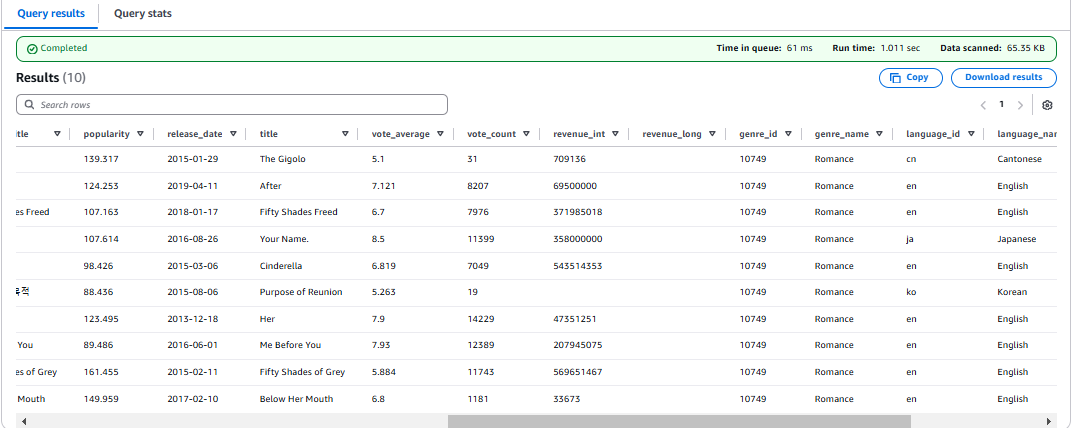 Query results Query stats
Completed Time in queue: 61 ms Run time: 1.011 sec Data scanned: 65.35 KB
Results (10) Copy Download results
Search rows 1
itle popularity release_date title vote_average vote_count revenue_int revenue_long genre_id genre_name language_id language_nar
139.317 2015-01-29 The Gigolo 5.1 31 709136 10749 Romance cn Cantonese
124.253 2019-04-11 After 7.121 8207 69500000 10749 Romance en English
es Freed 107.163 2018-01-17 Fifty Shades Freed 6.7 7976 371985018 10749 Romance en English
107.614 2016-08-26 Your Name. 8.5 11399 358000000 10749 Romance ja Japanese
98.426 2015-03-06 Cinderella 6.819 7049 543514353 10749 Romance en English
적 88.436 2015-08-06 Purpose of Reunion 5.263 19 10749 Romance ko Korean
123.495 2013-12-18 Her 7.9 14229 47351251 10749 Romance en English
You 89.486 2016-06-01 Me Before You 7.93 12389 207945075 10749 Romance en English
es of Grey 161.455 2015-02-11 Fifty Shades of Grey 5.884 11743 569651467 10749 Romance en English
Mouth 149.959 2017-02-10 Below Her Mouth 6.8 1181 33673 10749 Romance en English